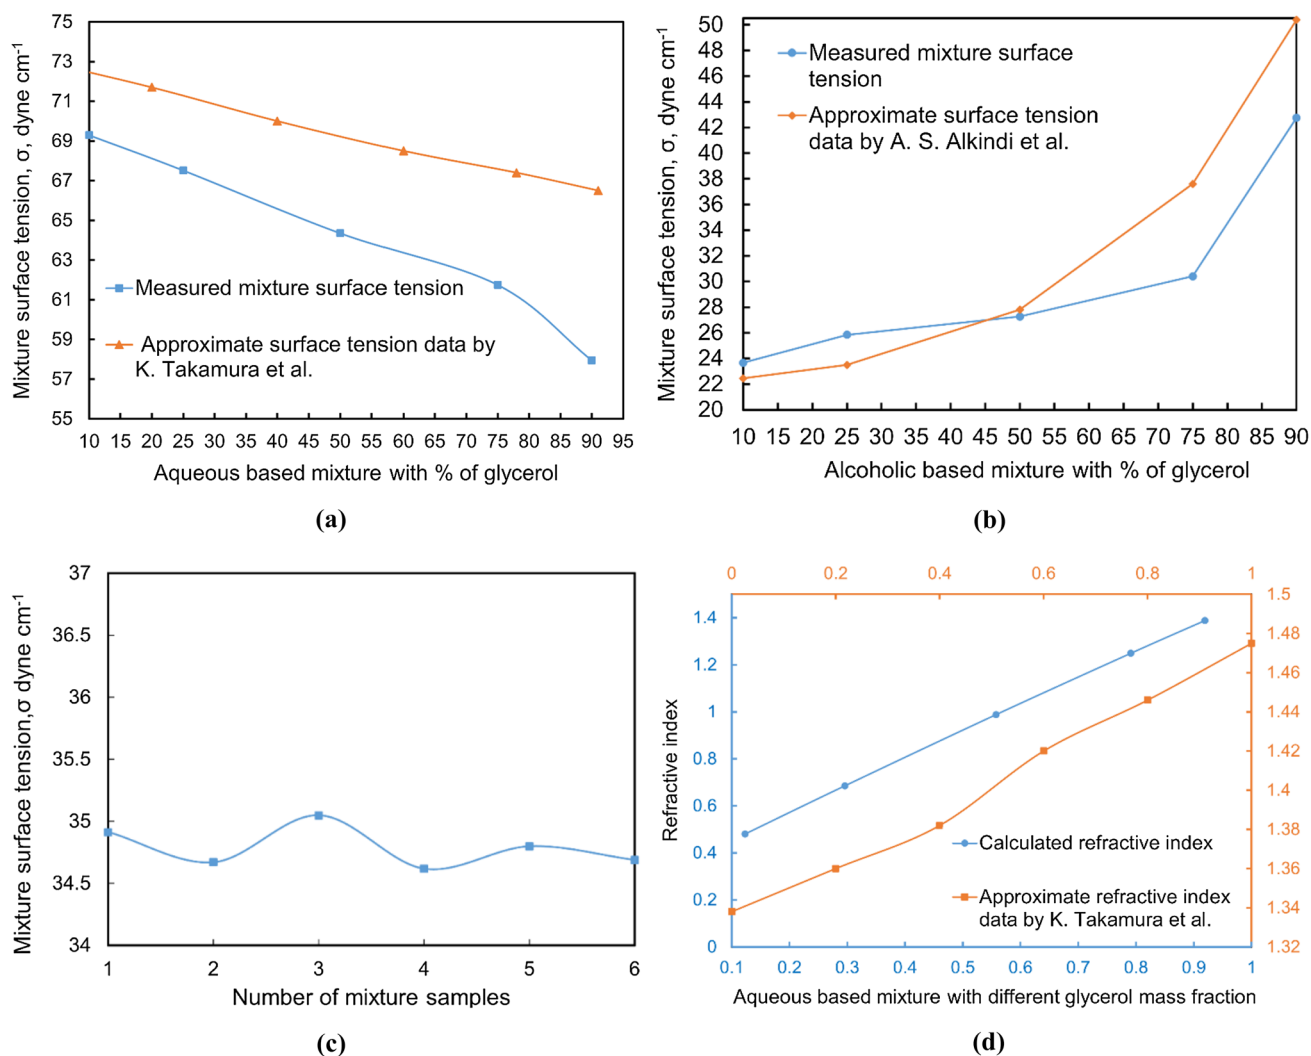 75
73
71
69
67
65
63
61
59
57
55
Mixture surface tension, σ, dyne cm⁻¹
Measured mixture surface tension
Approximate surface tension data by
K. Takamura et al.
10 15 20 25 30 35 40 45 50 55 60 65 70 75 80 85 90 95
Aqueous based mixture with % of glycerol
(a)
50
48
46
44
42
40
38
36
34
32
30
28
26
24
22
20
Mixture surface tension, σ, dyne cm⁻¹
Measured mixture surface
tension
Approximate surface tension
data by A. S. Alkindi et al.
10 15 20 25 30 35 40 45 50 55 60 65 70 75 80 85 90
Alcoholic based mixture with % of glycerol
(b)
37
36.5
36
35.5
35
34.5
34
Mixture surface tension,σ dyne cm⁻¹
1 2 3 4 5 6
Number of mixture samples
(c)
0 0.2 0.4 0.6 0.8 1
1.4
1.2
1
0.8
0.6
0.4
0.2
0
Refractive index
1.5
1.48
1.46
1.44
1.42
1.4
1.38
1.36
1.34
1.32
Calculated refractive index
Approximate refractive index
data by K. Takamura et al.
0.1 0.2 0.3 0.4 0.5 0.6 0.7 0.8 0.9 1
Aqueous based mixture with different glycerol mass fraction
(d)